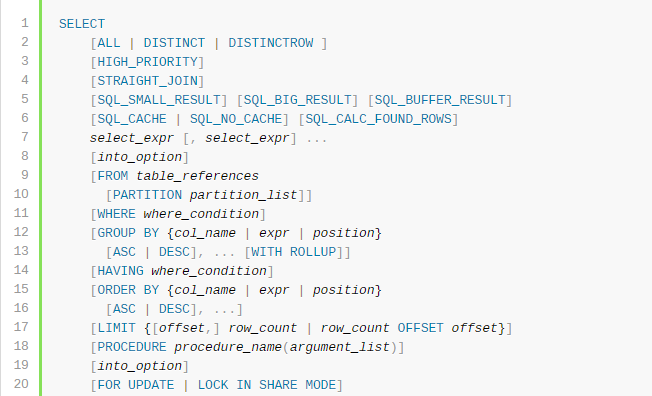 1 SELECT
2 [ALL | DISTINCT | DISTINCTROW ]
3 [HIGH_PRIORITY]
4 [STRAIGHT_JOIN]
5 [SQL_SMALL_RESULT] [SQL_BIG_RESULT] [SQL_BUFFER_RESULT]
6 [SQL_CACHE | SQL_NO_CACHE] [SQL_CALC_FOUND_ROWS]
7 select_expr [, select_expr] ...
8 [into_option]
9 [FROM table_references
10 [PARTITION partition_list]]
11 [WHERE where_condition]
12 [GROUP BY {col_name | expr | position}
13 [ASC | DESC], ... [WITH ROLLUP]]
14 [HAVING where_condition]
15 [ORDER BY {col_name | expr | position}
16 [ASC | DESC], ...]
17 [LIMIT {[offset,] row_count | row_count OFFSET offset}]
18 [PROCEDURE procedure_name(argument_list)]
19 [into_option]
20 [FOR UPDATE | LOCK IN SHARE MODE]